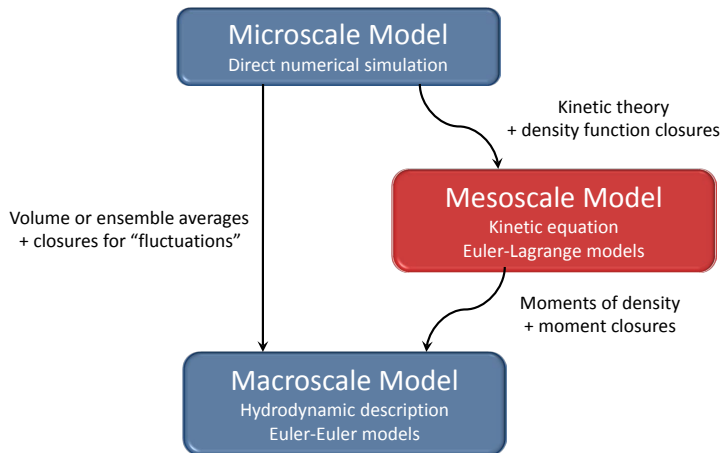 Microscale Model
Direct numerical simulation
Kinetic theory
+ density function closures
Mesoscale Model
Kinetic equation
Euler-Lagrange models
Volume or ensemble averages
+ closures for “fluctuations”
Moments of density
+ moment closures
Macroscale Model
Hydrodynamic description
Euler-Euler models